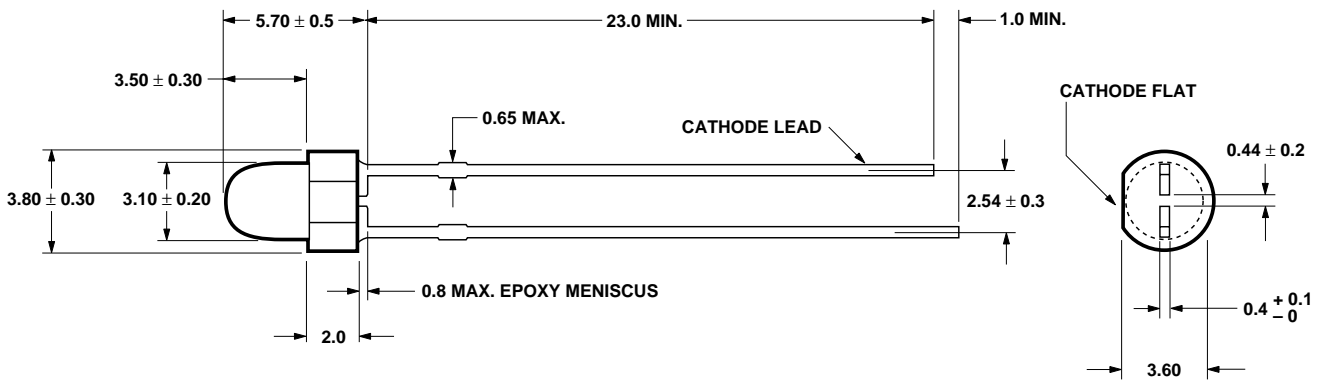 5.70 ± 0.5
23.0 MIN.
1.0 MIN.
3.50 ± 0.30
0.65 MAX.
CATHODE LEAD
CATHODE FLAT
0.44 ± 0.2
3.80 ± 0.30
3.10 ± 0.20
2.54 ± 0.3
0.8 MAX. EPOXY MENISCUS
2.0
0.4 + 0.1
– 0
3.60